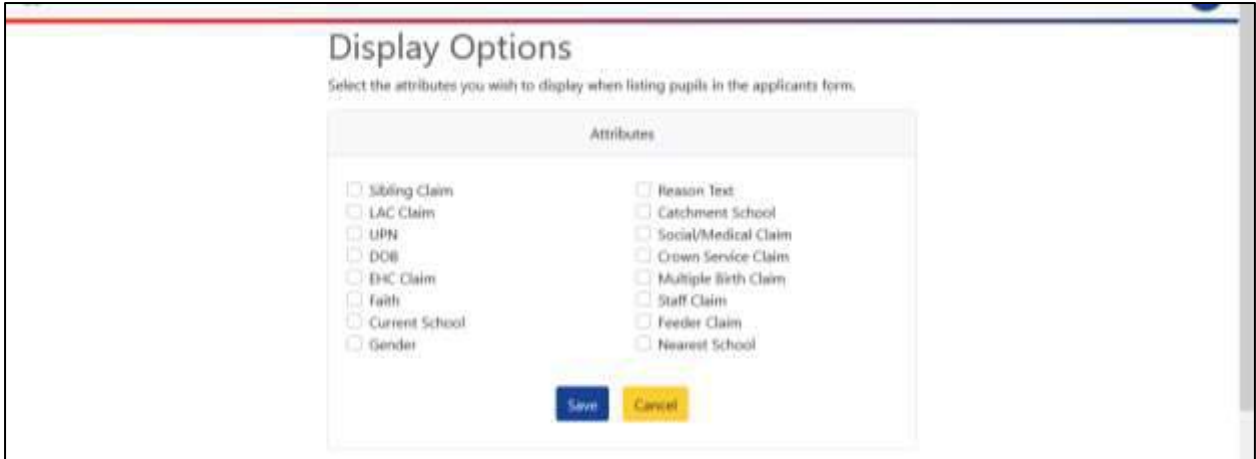 Display Options
Select the attributes you wish to display when listing pupils in the applicants form.
Attributes
Sibling Claim
LAC Claim
UPN
DOB
EHC Claim
Faith
Current School
Gender
Reason Text
Catchment School
Social/Medical Claim
Crown Service Claim
Multiple Birth Claim
Staff Claim
Feeder Claim
Nearest School
Save
Cancel